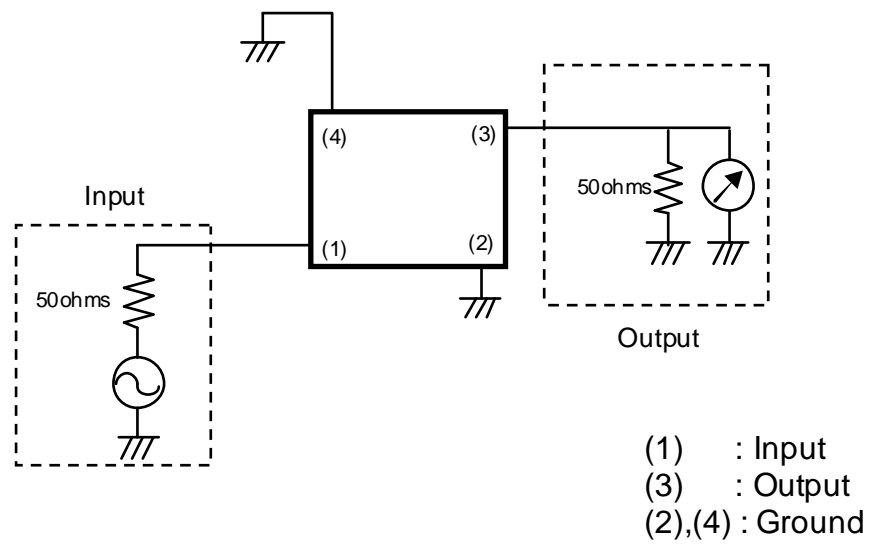 (4)
(3)
50ohms
Input
(1)
(2)
50ohms
Output
(1) : Input
(3) : Output
(2),(4) : Ground